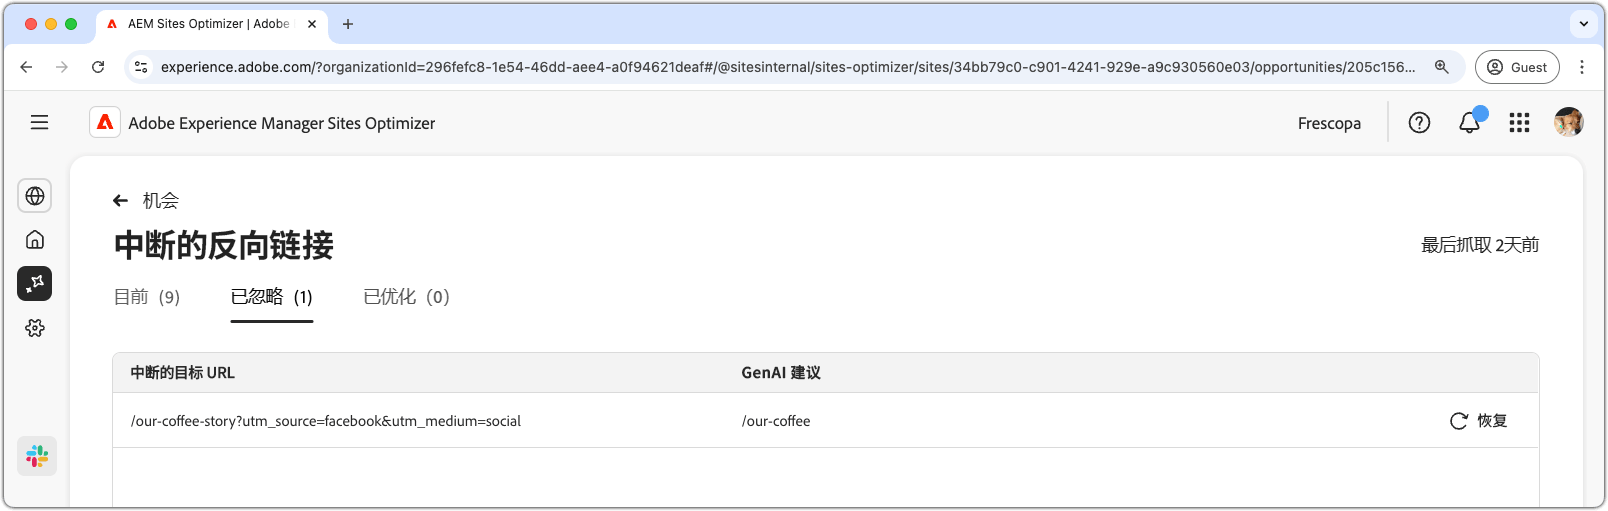 AEM Sites Optimizer | Adobe
experience.adobe.com/?organizationId=296fefc8-1e54-46dd-aee4-a0f94621deaf#/@sitesinternal/sites-optimizer/sites/34bb79c0-c901-4241-929e-a9c930560e03/opportunities/205c156...
Guest
Adobe Experience Manager Sites Optimizer
Frescopa
机会
中断的反向链接
最后抓取 2天前
目前 (9) 已忽略 (1) 已优化 (0)
中断的目标 URL GenAI 建议
/our-coffee-story?utm_source=facebook&utm_medium=social /our-coffee 恢复